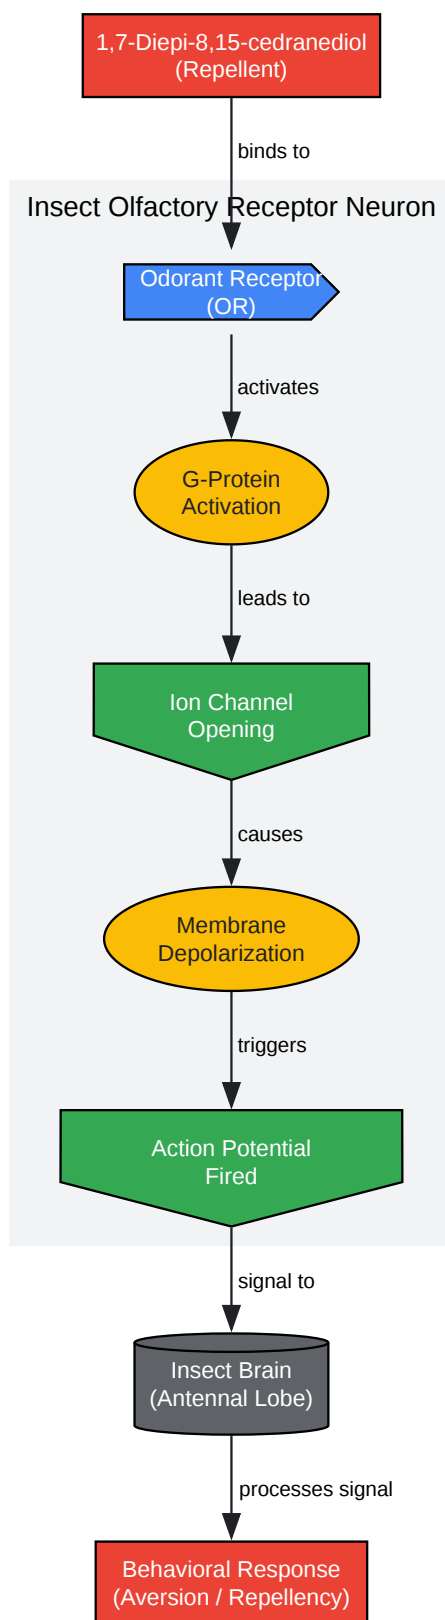 1,7-Diepi-8,15-cedranediol
(Repellent)
binds to
Insect Olfactory Receptor Neuron
Odorant Receptor
(OR)
activates
G-Protein
Activation
leads to
Ion Channel
Opening
causes
Membrane
Depolarization
triggers
Action Potential
Fired
signal to
Insect Brain
(Antennal Lobe)
processes signal
Behavioral Response
(Aversion / Repellency)